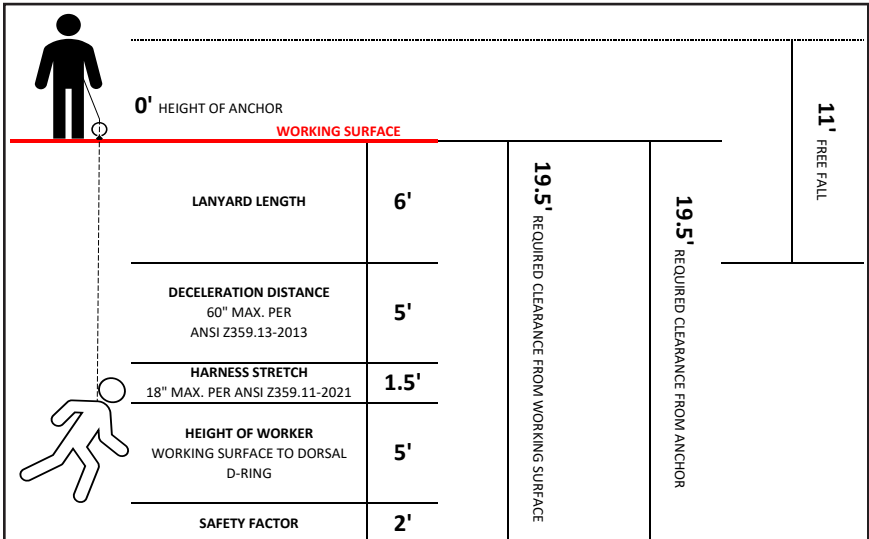 0' HEIGHT OF ANCHOR
WORKING SURFACE
11' FREE FALL
LANYARD LENGTH
6'
DECELERATION DISTANCE
60" MAX. PER
ANSI Z359.13-2013
5'
HARNESS STRETCH
18" MAX. PER ANSI Z359.11-2021
1.5'
HEIGHT OF WORKER
WORKING SURFACE TO DORSAL
D-RING
5'
SAFETY FACTOR
2'
19.5' REQUIRED CLEARANCE FROM WORKING SURFACE
19.5' REQUIRED CLEARANCE FROM ANCHOR